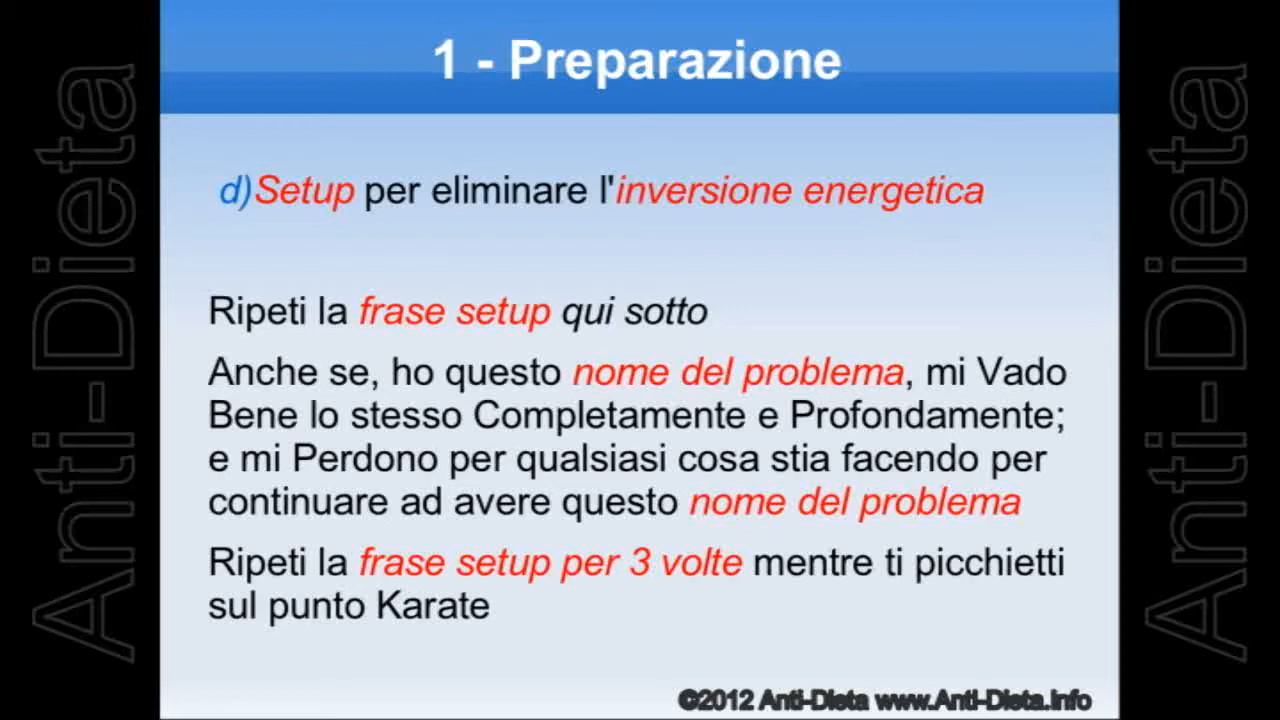 1 - Preparazione
d)Setup per eliminare l'inversione energetica
Ripeti la frase setup qui sotto
Anche se, ho questo nome del problema, mi Vado
Bene lo stesso Completamente e Profondamente;
e mi Perdono per qualsiasi cosa stia facendo per
continuare ad avere questo nome del problema
Ripeti la frase setup per 3 volte mentre ti picchietti
sul punto Karate
©2012 Anti-Dieta www.Anti-Dieta.info
Anti-Dieta
Anti-Dieta